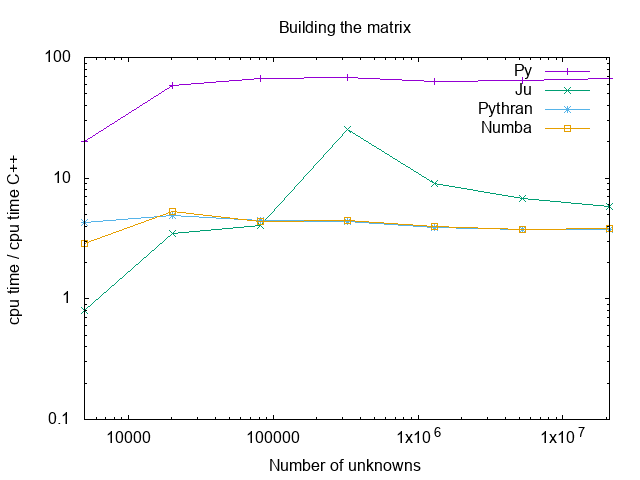 Building the matrix
100
10
1
0.1
cpu time / cpu time C++
Py
Ju
Pythran
Numba
10000
100000
1x10^6
1x10^7
Number of unknowns